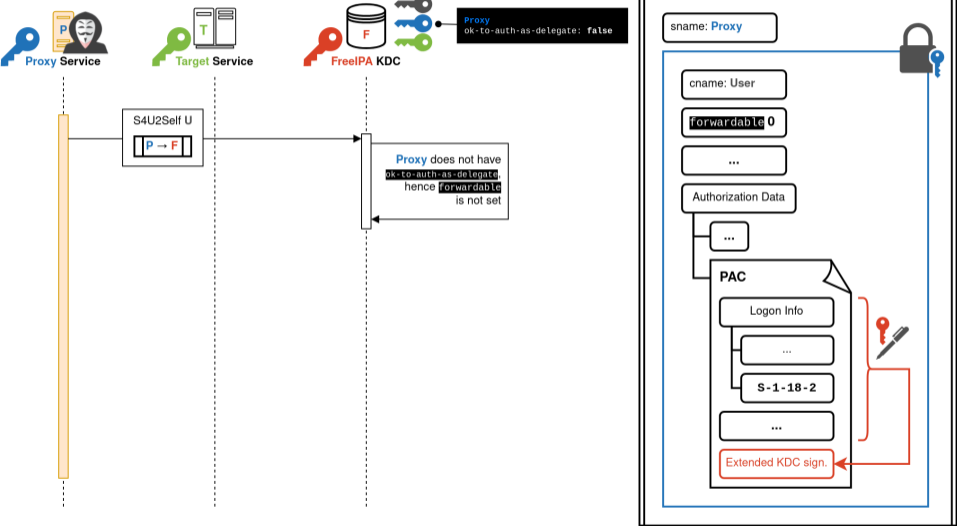 P
T
F
Proxy
ok-to-auth-as-delegate: false
Proxy Service
Target Service
FreeIPA KDC
S4U2Self U
P → F
Proxy does not have
ok-to-auth-as-delegate,
hence forwardable
is not set
sname: Proxy
cname: User
forwardable 0
...
Authorization Data
...
PAC
Logon Info
...
S-1-18-2
...
Extended KDC sign.